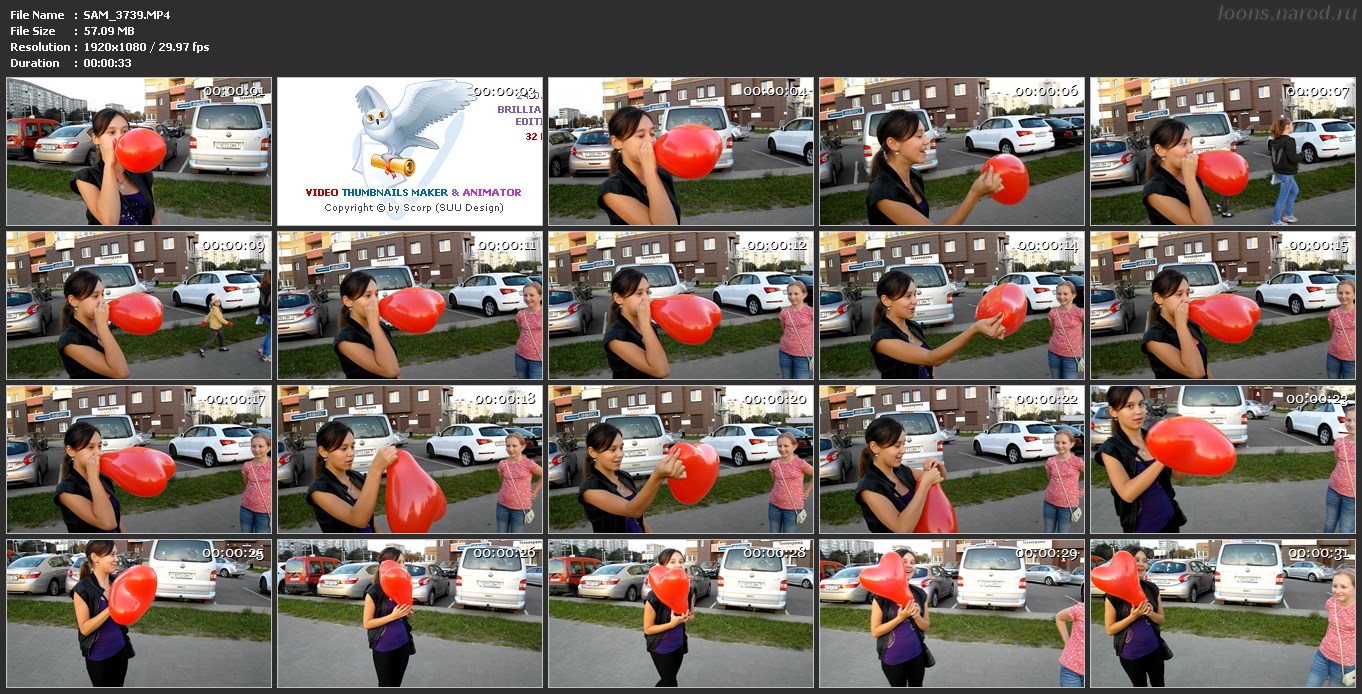 File Name : SAM_3739.MP4
loons.narod.ru
File Size : 57.09 MB
Resolution : 1920x1080 / 29.97 fps
Duration : 00:00:33
00:00:01
00:00:03
BRILLIA
EDIT
32
VIDEO THUMBNAILS MAKER & ANIMATOR
Copyright © by Scorp (SUU Design)
00:00:04
00:00:06
00:00:07
00:00:09
00:00:11
00:00:12
00:00:14
00:00:15
00:00:17
00:00:18
00:00:20
00:00:22
00:00:23
00:00:25
00:00:26
00:00:28
00:00:29
00:00:31